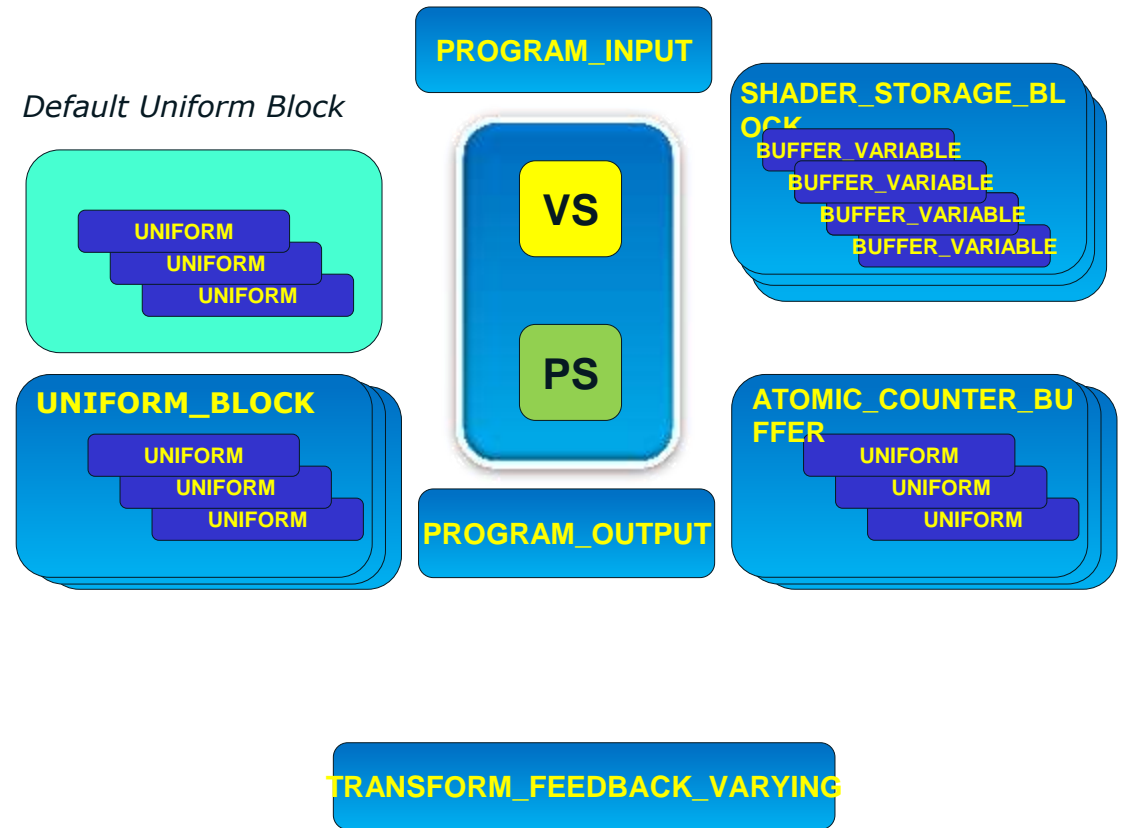 PROGRAM_INPUT
Default Uniform Block
UNIFORM
UNIFORM
UNIFORM
SHADER_STORAGE_BL
OCK
BUFFER_VARIABLE
BUFFER_VARIABLE
BUFFER_VARIABLE
BUFFER_VARIABLE
VS
PS
UNIFORM_BLOCK
UNIFORM
UNIFORM
UNIFORM
PROGRAM_OUTPUT
ATOMIC_COUNTER_BU
FFER
UNIFORM
UNIFORM
UNIFORM
TRANSFORM_FEEDBACK_VARYING